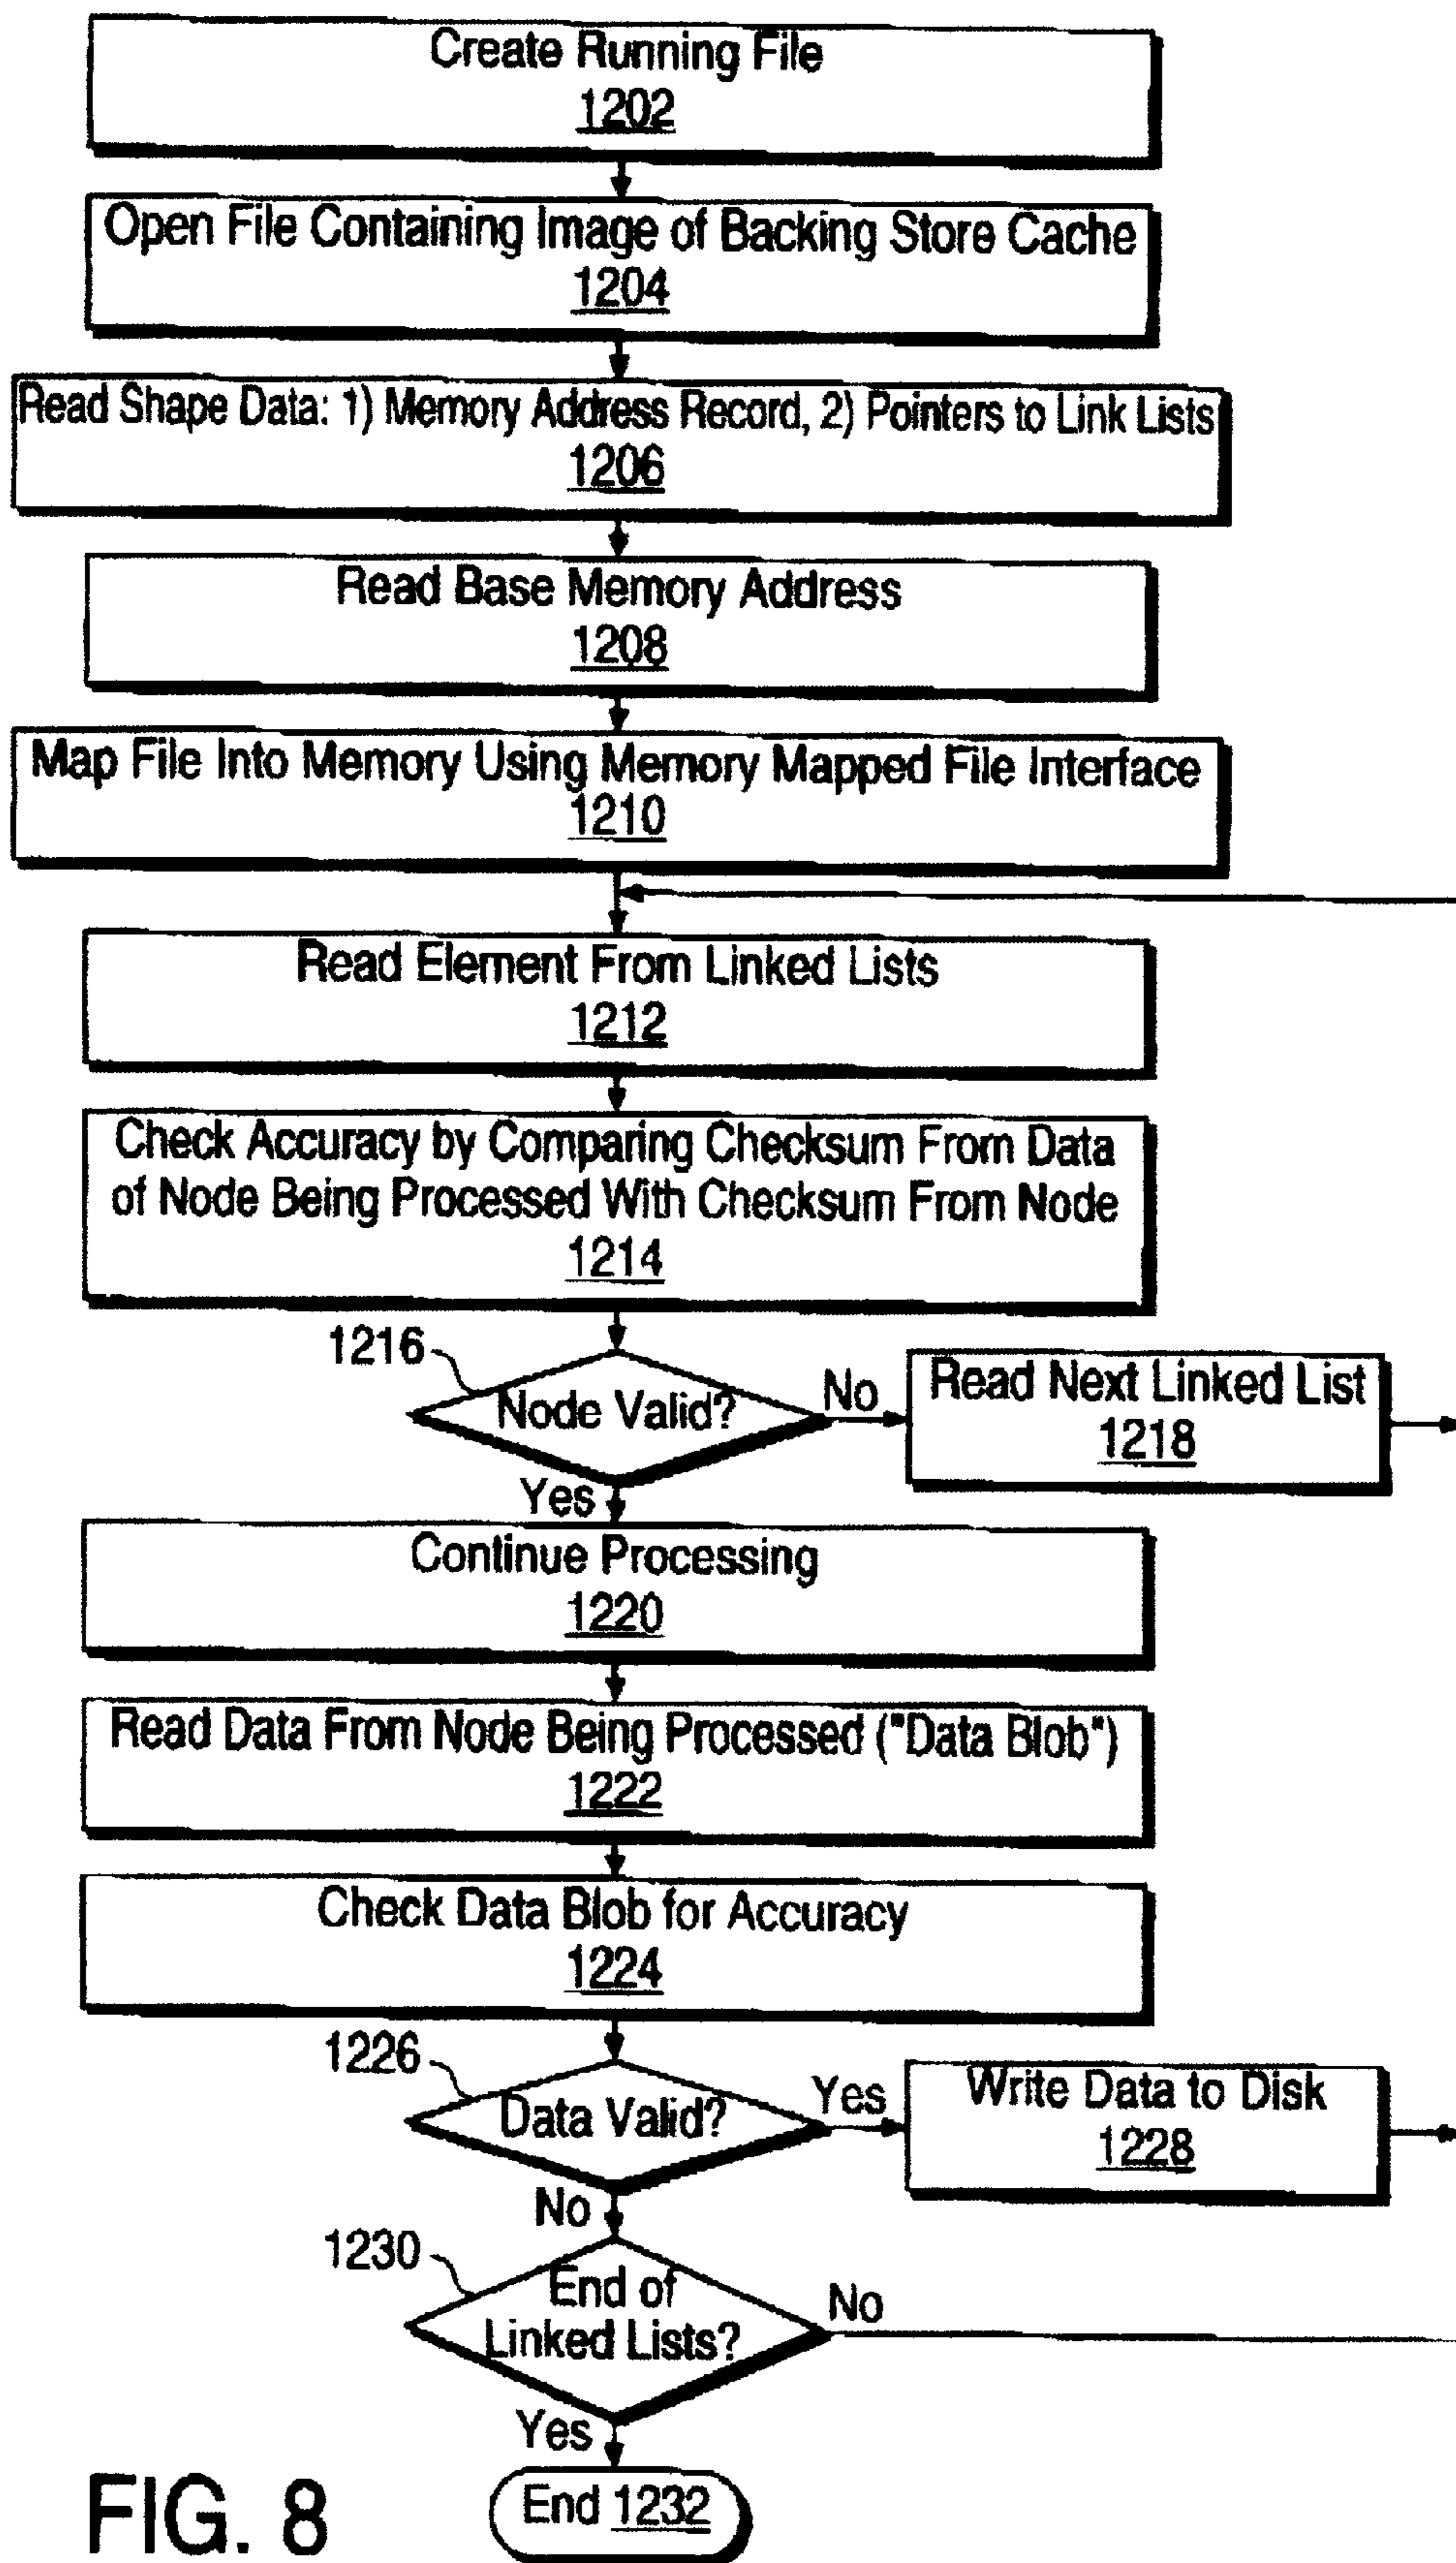 Create Running File
1202
Open File Containing Image of Backing Store Cache
1204
Read Shape Data: 1) Memory Address Record, 2) Pointers to Link Lists
1206
Read Base Memory Address
1208
Map File Into Memory Using Memory Mapped File Interface
1210
Read Element From Linked Lists
1212
Check Accuracy by Comparing Checksum From Data
of Node Being Processed With Checksum From Node
1214
1216
Node Valid?
No
Read Next Linked List
1218
Yes
Continue Processing
1220
Read Data From Node Being Processed ("Data Blob")
1222
Check Data Blob for Accuracy
1224
1226
Data Valid?
Yes
Write Data to Disk
1228
No
1230
End of
Linked Lists?
No
Yes
End 1232
FIG. 8